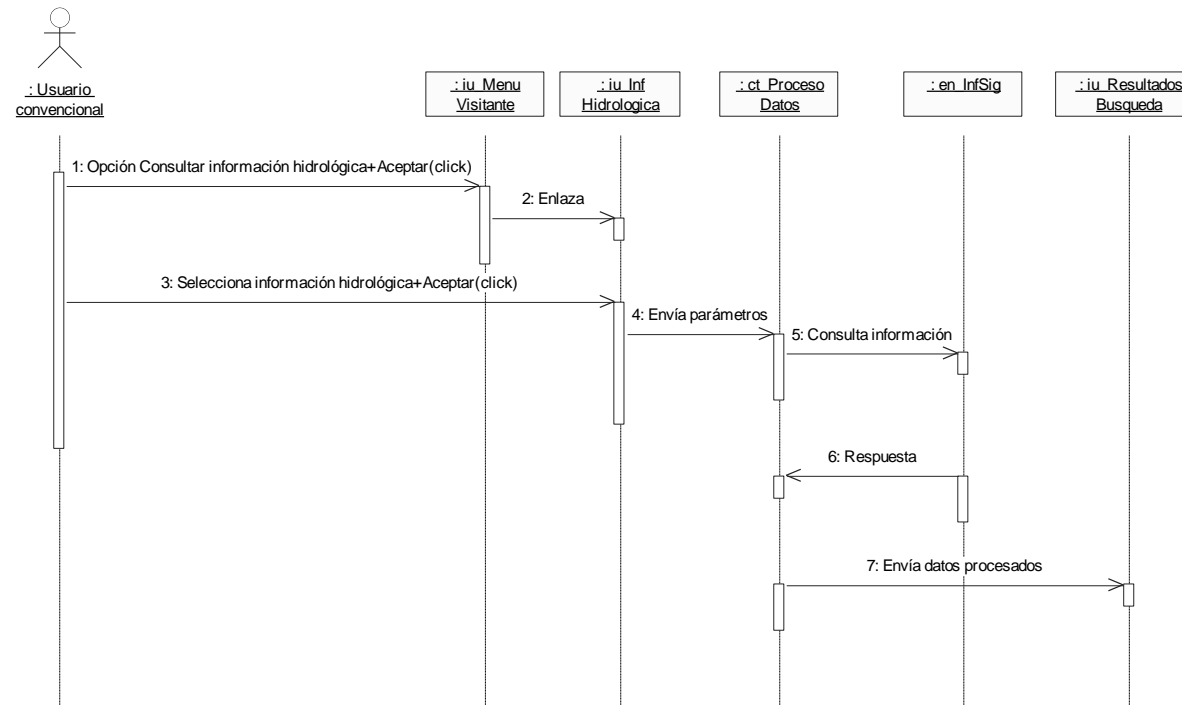 : Usuario
convencional
: iu_Menu
Visitante
: iu_Inf
Hidrologica
: ct_Proceso
Datos
: en_InfSig
: iu_Resultados
Busqueda
1: Opción Consultar información hidrológica+Aceptar(click)
2: Enlaza
3: Selecciona información hidrológica+Aceptar(click)
4: Envía parámetros
5: Consulta información
6: Respuesta
7: Envía datos procesados